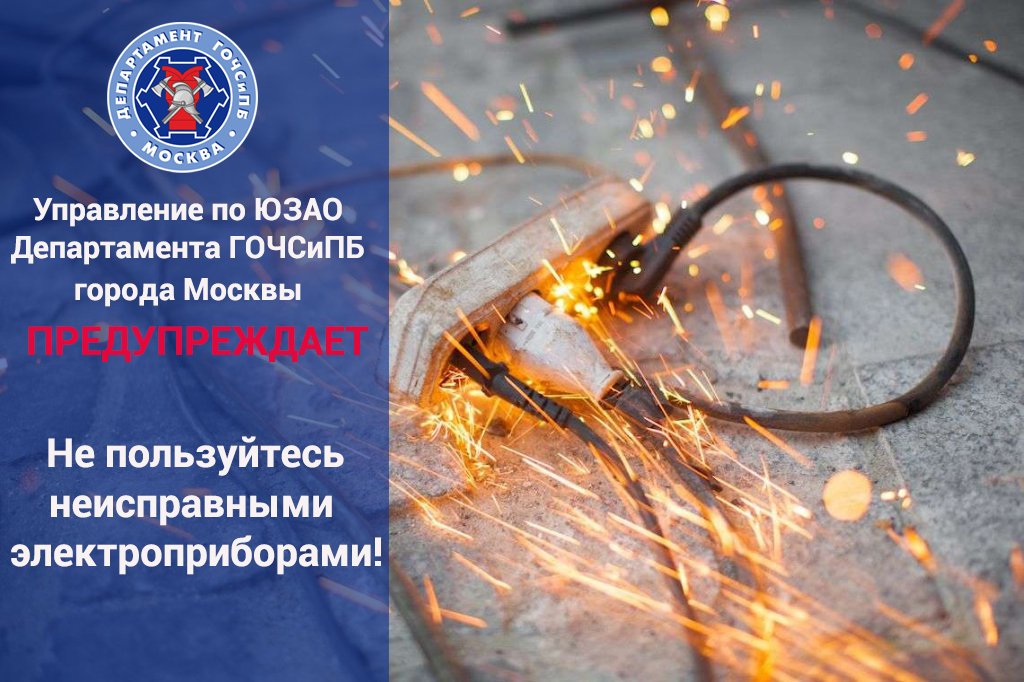 ДЕПАРТАМЕНТ ГОЧСиПБ
• МОСКВА •
Управление по ЮЗАО
Департамента ГОЧСиПБ
города Москвы
ПРЕДУПРЕЖДАЕТ
Не пользуйтесь
неисправными
электроприборами!